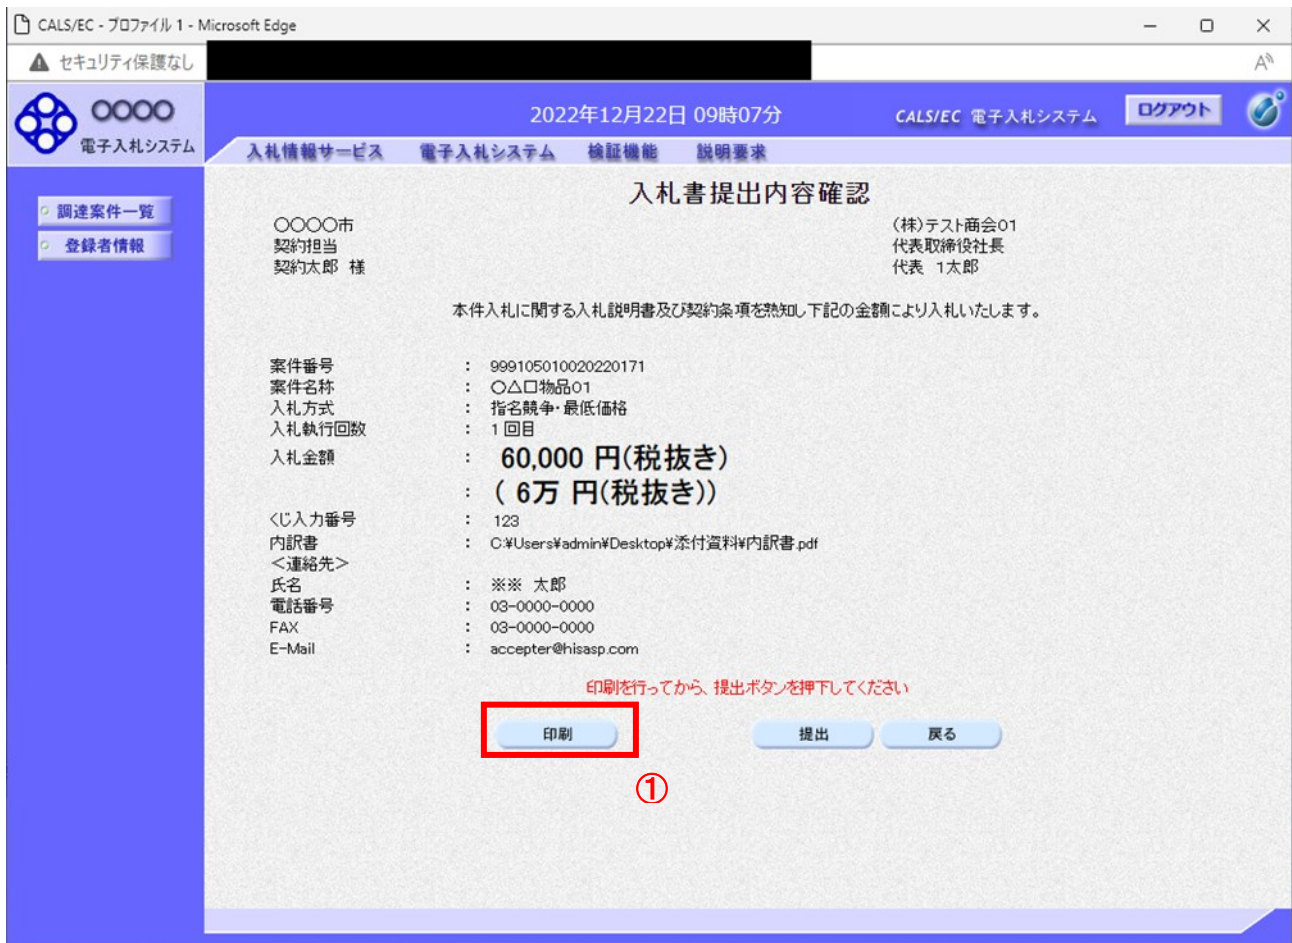 CALS/EC - プロファイル 1 - Microsoft Edge
セキュリティ保護なし
〇〇〇〇
電子入札システム
2022年12月22日 09時07分
CALS/EC 電子入札システム
ログアウト
入札情報サービス 電子入札システム 検証機能 説明要求
調達案件一覧
登録者情報
入札書提出内容確認
〇〇〇〇市
契約担当
契約太郎 様
(株)テスト商会01
代表取締役社長
代表 1太郎
本件入札に関する入札説明書及び契約条項を熟知し下記の金額により入札いたします。
案件番号 : 999105010020220171
案件名称 : 〇△口物品01
入札方式 : 指名競争・最低価格
入札執行回数 : 1 回目
入札金額 : 60,000 円(税抜き)
: ( 6万 円(税抜き))
くじ入力番号 : 123
内訳書 : C:¥Users¥admin¥Desktop¥添付資料¥内訳書.pdf
<連絡先>
氏名 : ※※ 太郎
電話番号 : 03-0000-0000
FAX : 03-0000-0000
E-Mail : accepter@hisasp.com
印刷を行ってから、提出ボタンを押下してください
印刷 提出 戻る
①